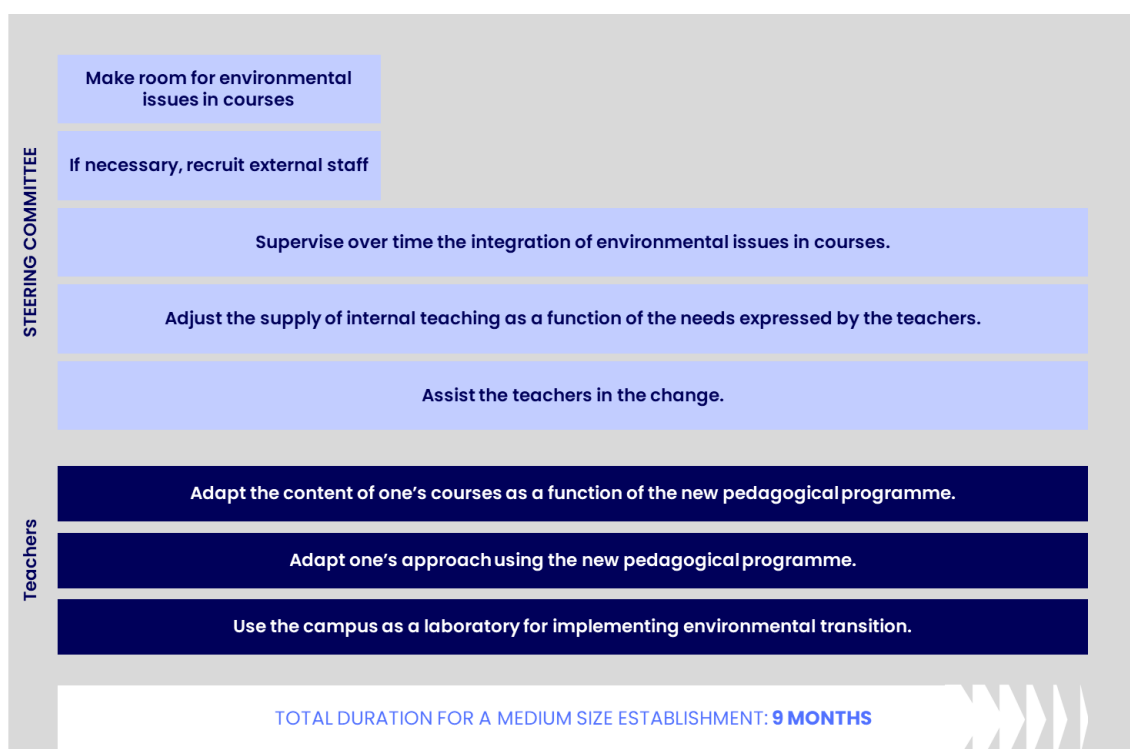 STEERING COMMITTEE
Make room for environmental
issues in courses
If necessary, recruit external staff
Supervise over time the integration of environmental issues in courses.
Adjust the supply of internal teaching as a function of the needs expressed by the teachers.
Assist the teachers in the change.
Teachers
Adapt the content of one’s courses as a function of the new pedagogical programme.
Adapt one’s approach using the new pedagogical programme.
Use the campus as a laboratory for implementing environmental transition.
TOTAL DURATION FOR A MEDIUM SIZE ESTABLISHMENT: 9 MONTHS